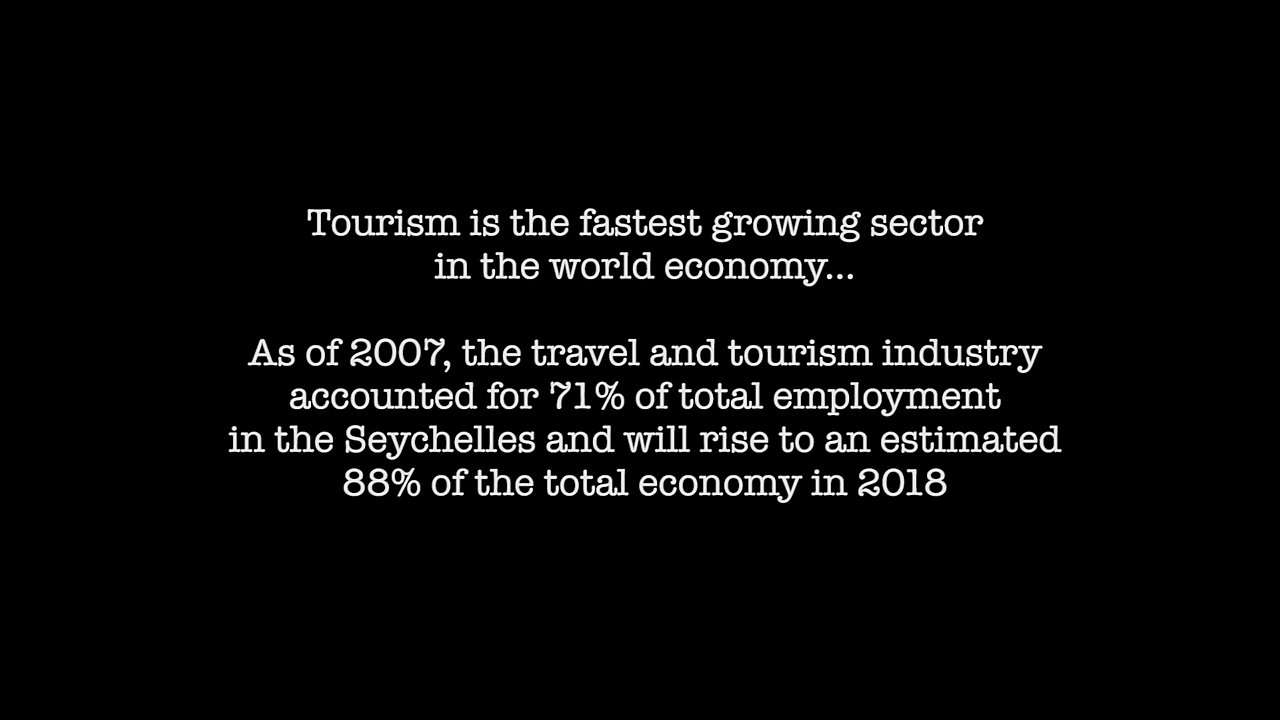 Tourism is the fastest growing sector
in the world economy...
As of 2007, the travel and tourism industry
accounted for 71% of total employment
in the Seychelles and will rise to an estimated
88% of the total economy in 2018